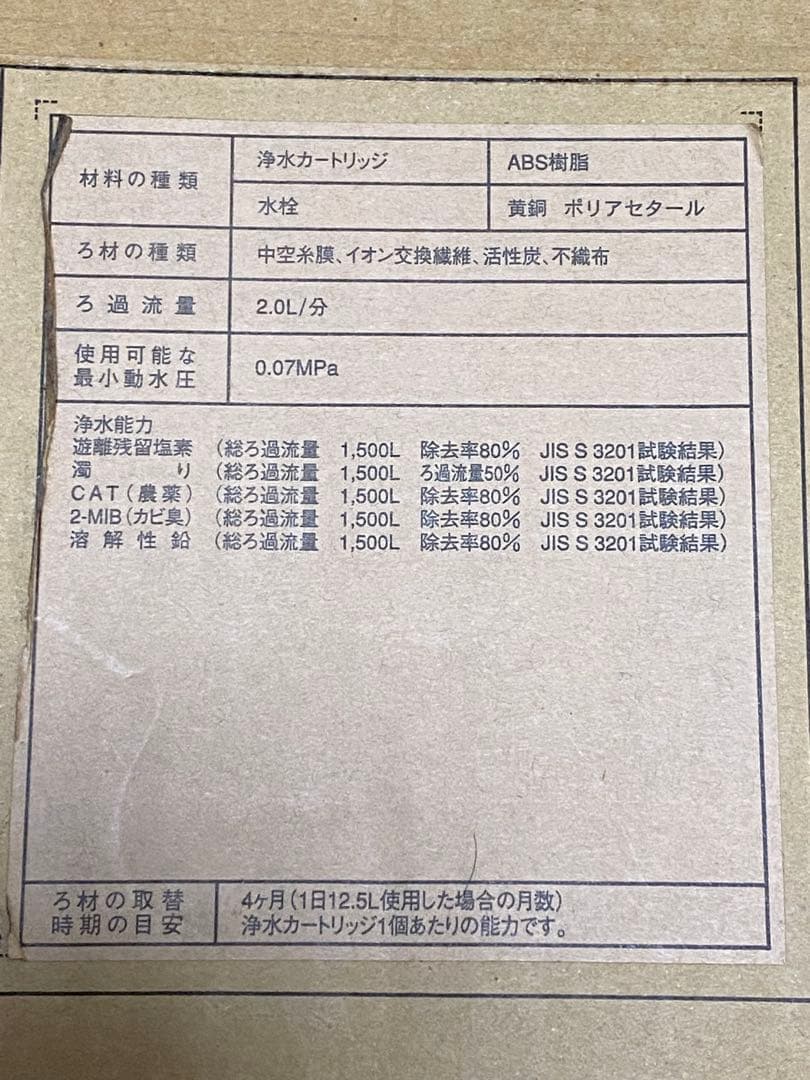 材料の種類 浄水カートリッジ ABS樹脂
水栓 黄銅 ポリアセタール
ろ材の種類 中空糸膜、イオン交換繊維、活性炭、不織布
ろ過流量 2.0L/分
使用可能な
最小動水圧 0.07MPa
浄水能力
遊離残留塩素 (総ろ過流量 1,500L 除去率80% JIS S 3201試験結果)
濁り (総ろ過流量 1,500L ろ過流量50% JIS S 3201試験結果)
CAT(農薬) (総ろ過流量 1,500L 除去率80% JIS S 3201試験結果)
2-MIB(カビ臭) (総ろ過流量 1,500L 除去率80% JIS S 3201試験結果)
溶解性鉛 (総ろ過流量 1,500L 除去率80% JIS S 3201試験結果)
ろ材の取替
時期の目安
4ヶ月(1日12.5L使用した場合の月数)
浄水カートリッジ1個あたりの能力です。